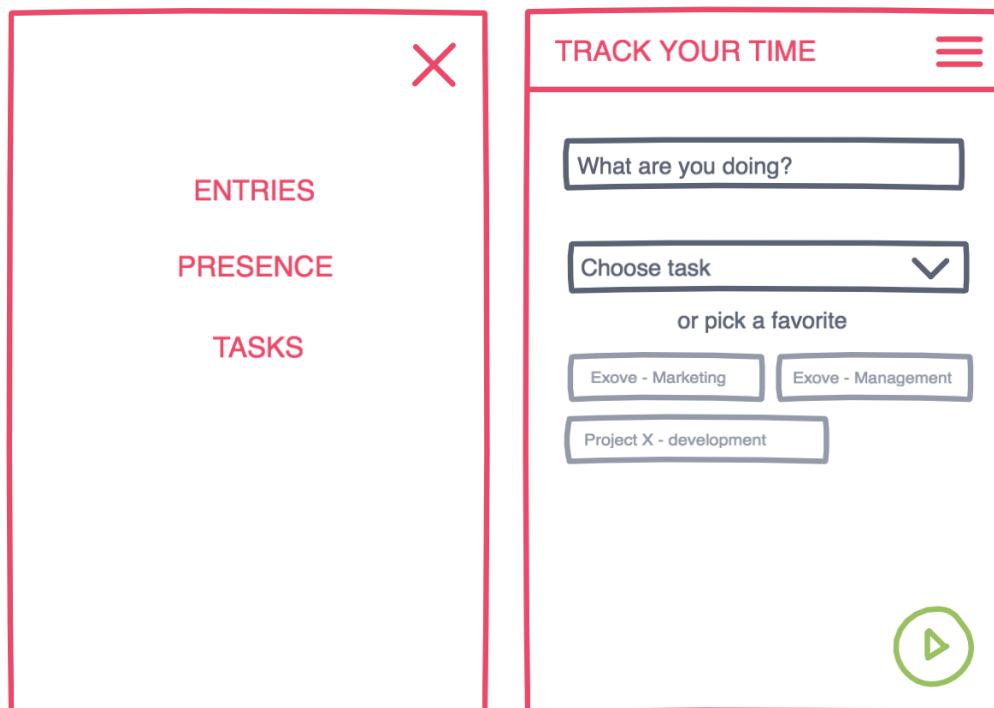 ENTRIES
PRESENCE
TASKS
TRACK YOUR TIME
What are you doing?
Choose task
or pick a favorite
Exove - Marketing
Exove - Management
Project X - development